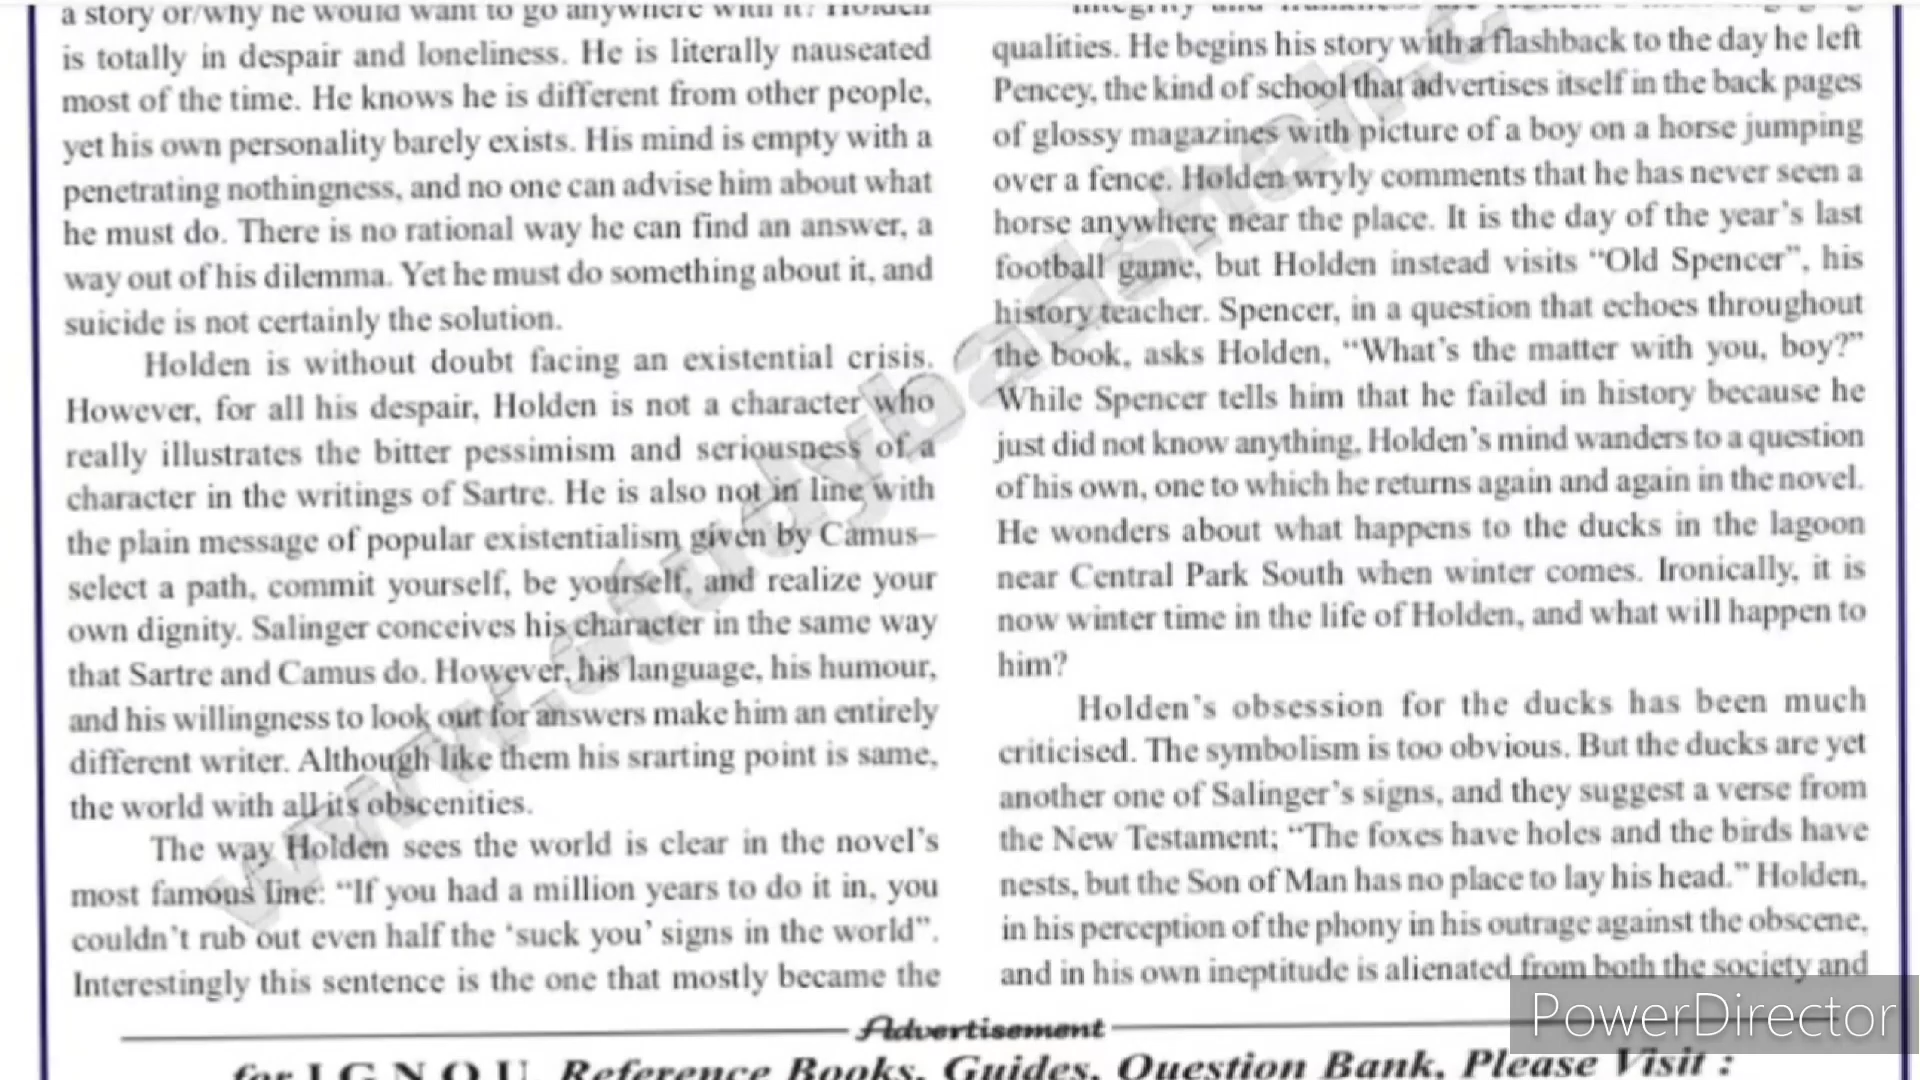 a story or/why he would want to go anywhere with it? Holden
is totally in despair and loneliness. He is literally nauseated
most of the time. He knows he is different from other people,
yet his own personality barely exists. His mind is empty with a
penetrating nothingness, and no one can advise him about what
he must do. There is no rational way he can find an answer, a
way out of his dilemma. Yet he must do something about it, and
suicide is not certainly the solution.
Holden is without doubt facing an existential crisis.
However, for all his despair, Holden is not a character who
really illustrates the bitter pessimism and seriousness of a
character in the writings of Sartre. He is also not in line with
the plain message of popular existentialism given by Camus–
select a path, commit yourself, be yourself, and realize your
own dignity. Salinger conceives his character in the same way
that Sartre and Camus do. However, his language, his humour,
and his willingness to look out for answers make him an entirely
different writer. Although like them his srarting point is same,
the world with all its obscenities.
The way Holden sees the world is clear in the novel's
most famous line: “If you had a million years to do it in, you
couldn't rub out even half the ‘suck you’ signs in the world”.
Interestingly this sentence is the one that mostly became the
integrity and
qualities. He begins his story with a flashback to the day he left
Pencey, the kind of school that advertises itself in the back pages
of glossy magazines with picture of a boy on a horse jumping
over a fence. Holden wryly comments that he has never seen a
horse anywhere near the place. It is the day of the year's last
football game, but Holden instead visits “Old Spencer”, his
history teacher. Spencer, in a question that echoes throughout
the book, asks Holden, “What's the matter with you, boy?”
While Spencer tells him that he failed in history because he
just did not know anything, Holden's mind wanders to a question
of his own, one to which he returns again and again in the novel.
He wonders about what happens to the ducks in the lagoon
near Central Park South when winter comes. Ironically, it is
now winter time in the life of Holden, and what will happen to
him?
Holden's obsession for the ducks has been much
criticised. The symbolism is too obvious. But the ducks are yet
another one of Salinger's signs, and they suggest a verse from
the New Testament; “The foxes have holes and the birds have
nests, but the Son of Man has no place to lay his head.” Holden,
in his perception of the phony in his outrage against the obscene,
and in his own ineptitude is alienated from both the society and
Advertisement
for I G N O U Reference Books, Guides, Question Bank, Please Visit :
PowerDirector